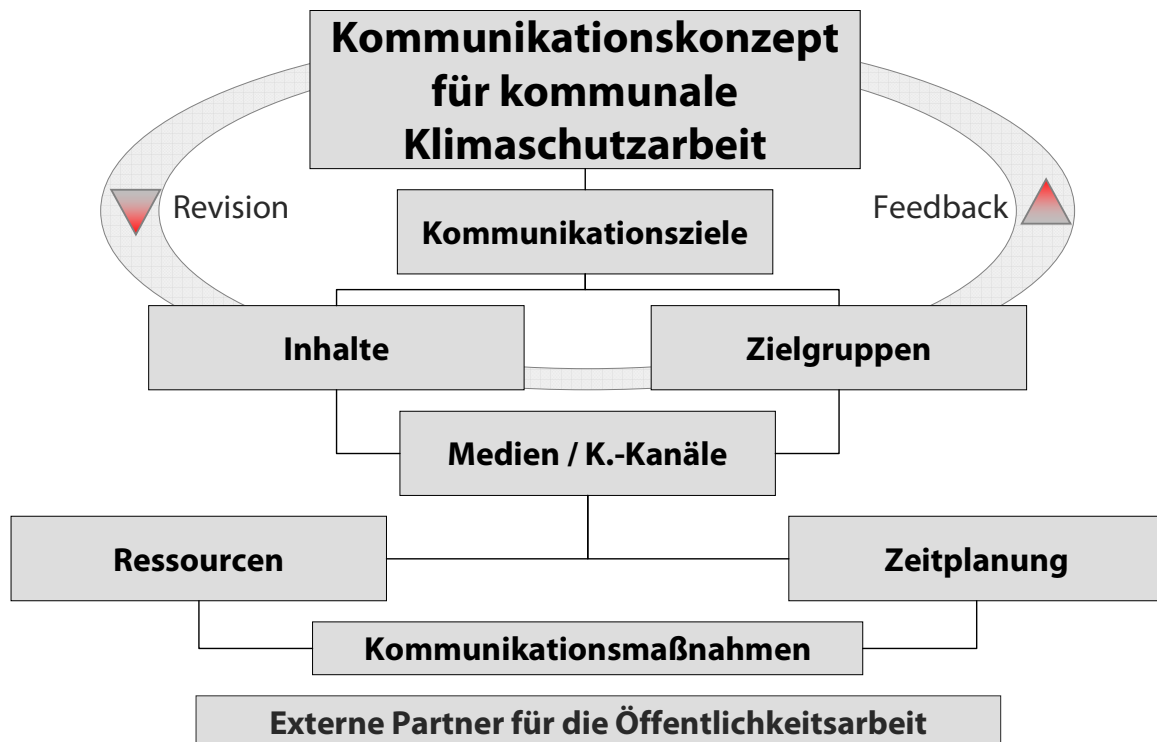 Kommunikationskonzept
für kommunale
Klimaschutzarbeit
Revision
Feedback
Kommunikationsziele
Inhalte
Zielgruppen
Medien / K.-Kanäle
Ressourcen
Zeitplanung
Kommunikationsmaßnahmen
Externe Partner für die Öffentlichkeitsarbeit